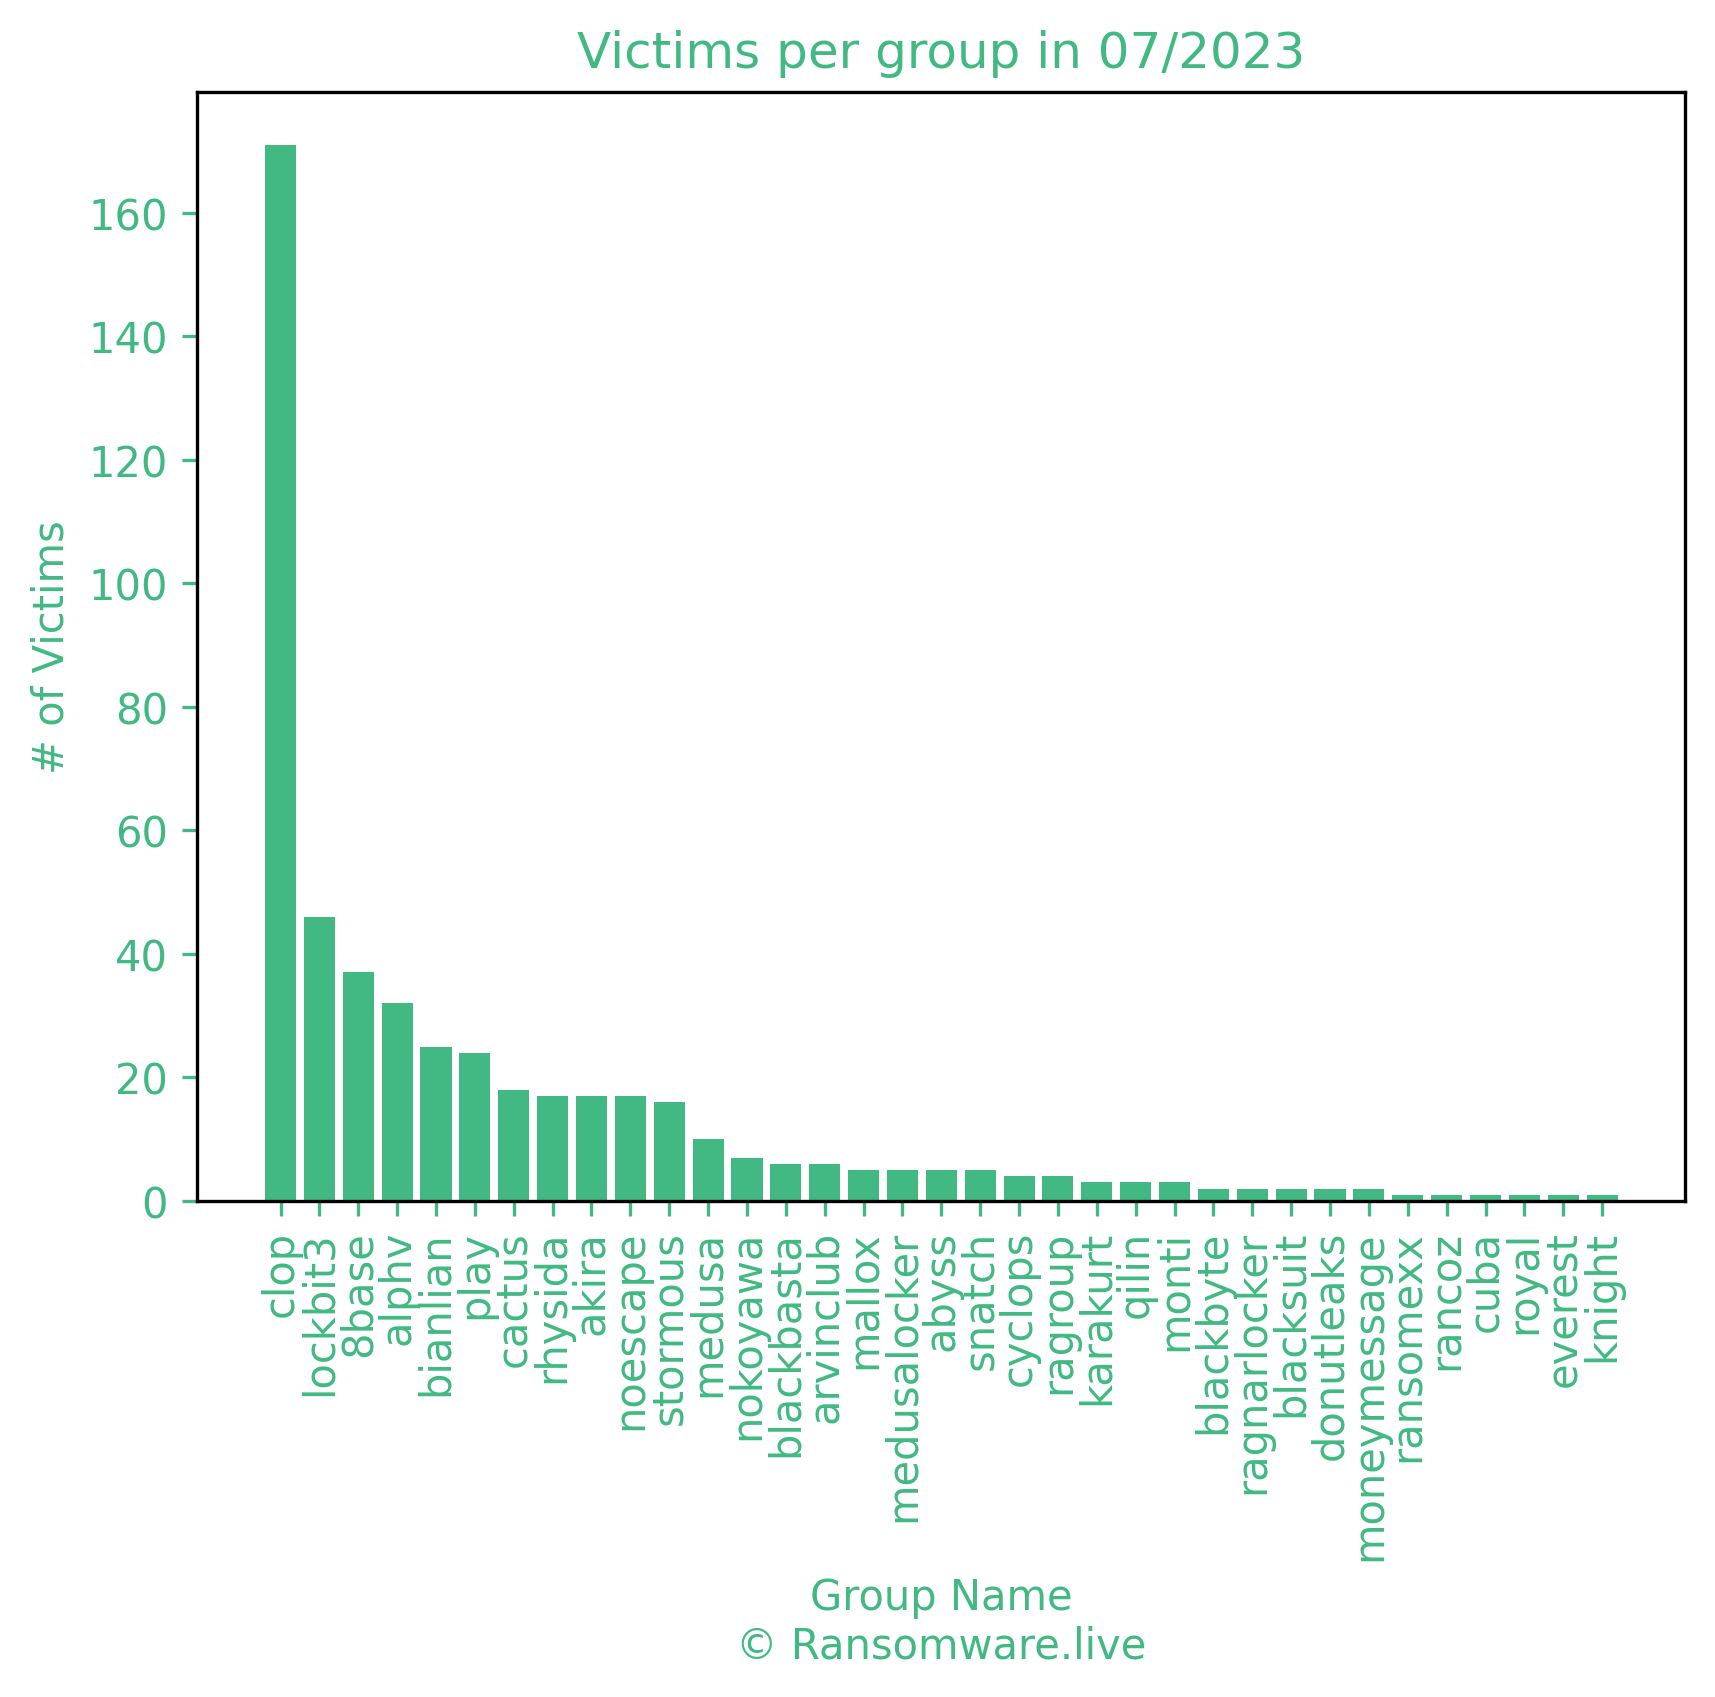 Victims per group in 07/2023
# of Victims
160
140
120
100
80
60
40
20
0
clop
lockbit3
8base
alphv
bianlian
play
cactus
rhysida
akira
noescape
stormous
medusa
nokoyawa
blackbasta
arvinclub
mallox
medusalocker
abyss
snatch
cyclops
ragroup
karakurt
qilin
monti
blackbyte
ragnarlocker
blacksuit
donutleaks
moneymessage
ransomexx
rancoz
cuba
royal
everest
knight
Group Name
© Ransomware.live